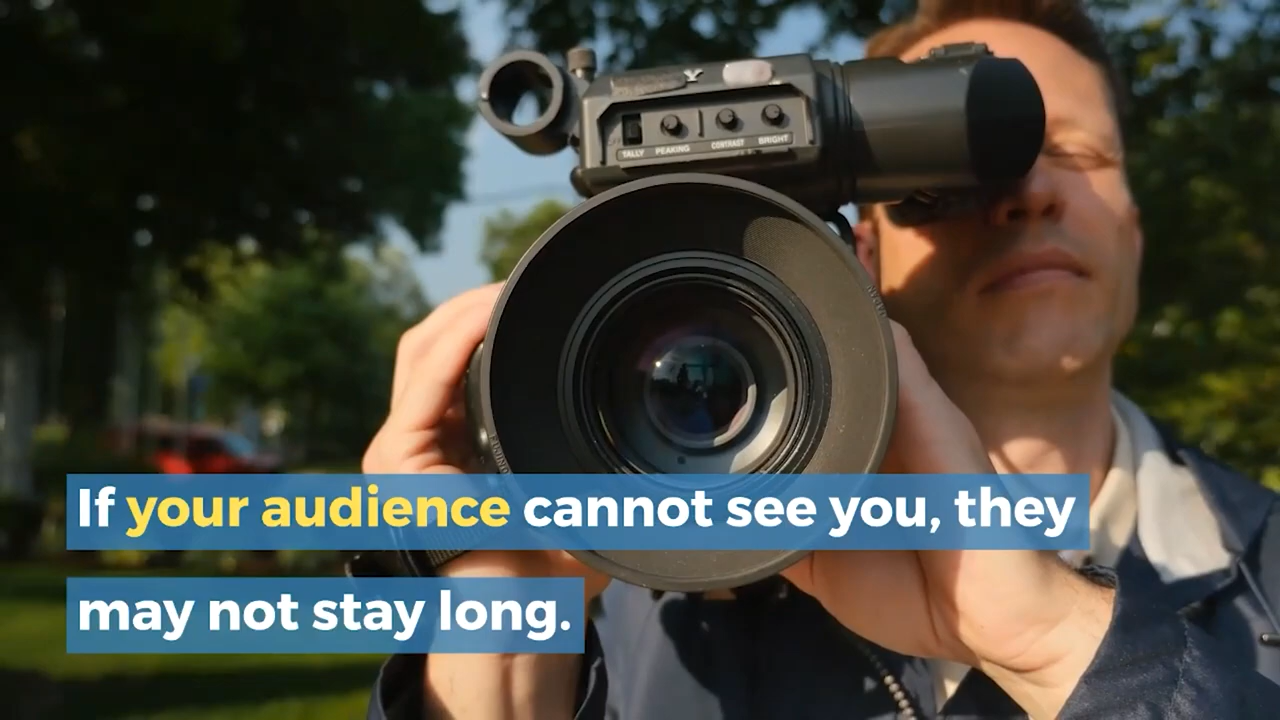 TALLY PEAKING CONTRAST BRIGHT
If your audience cannot see you, they
may not stay long.